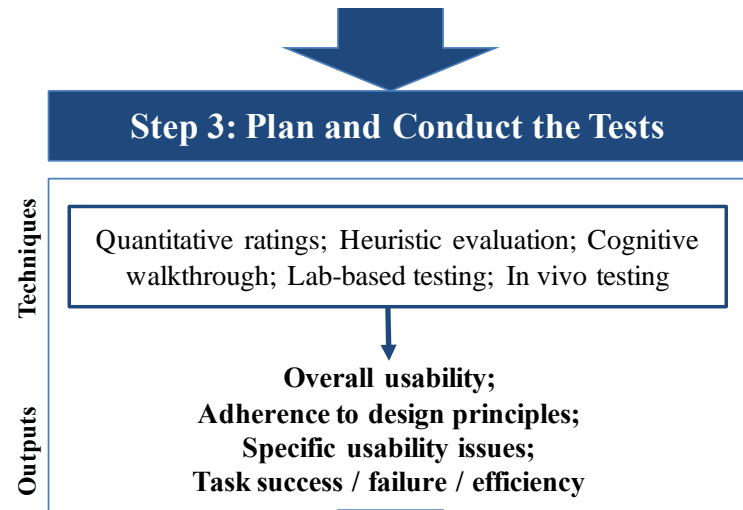 Step 3: Plan and Conduct the Tests
Techniques
Quantitative ratings; Heuristic evaluation; Cognitive
walkthrough; Lab-based testing; In vivo testing
Outputs
Overall usability;
Adherence to design principles;
Specific usability issues;
Task success / failure / efficiency